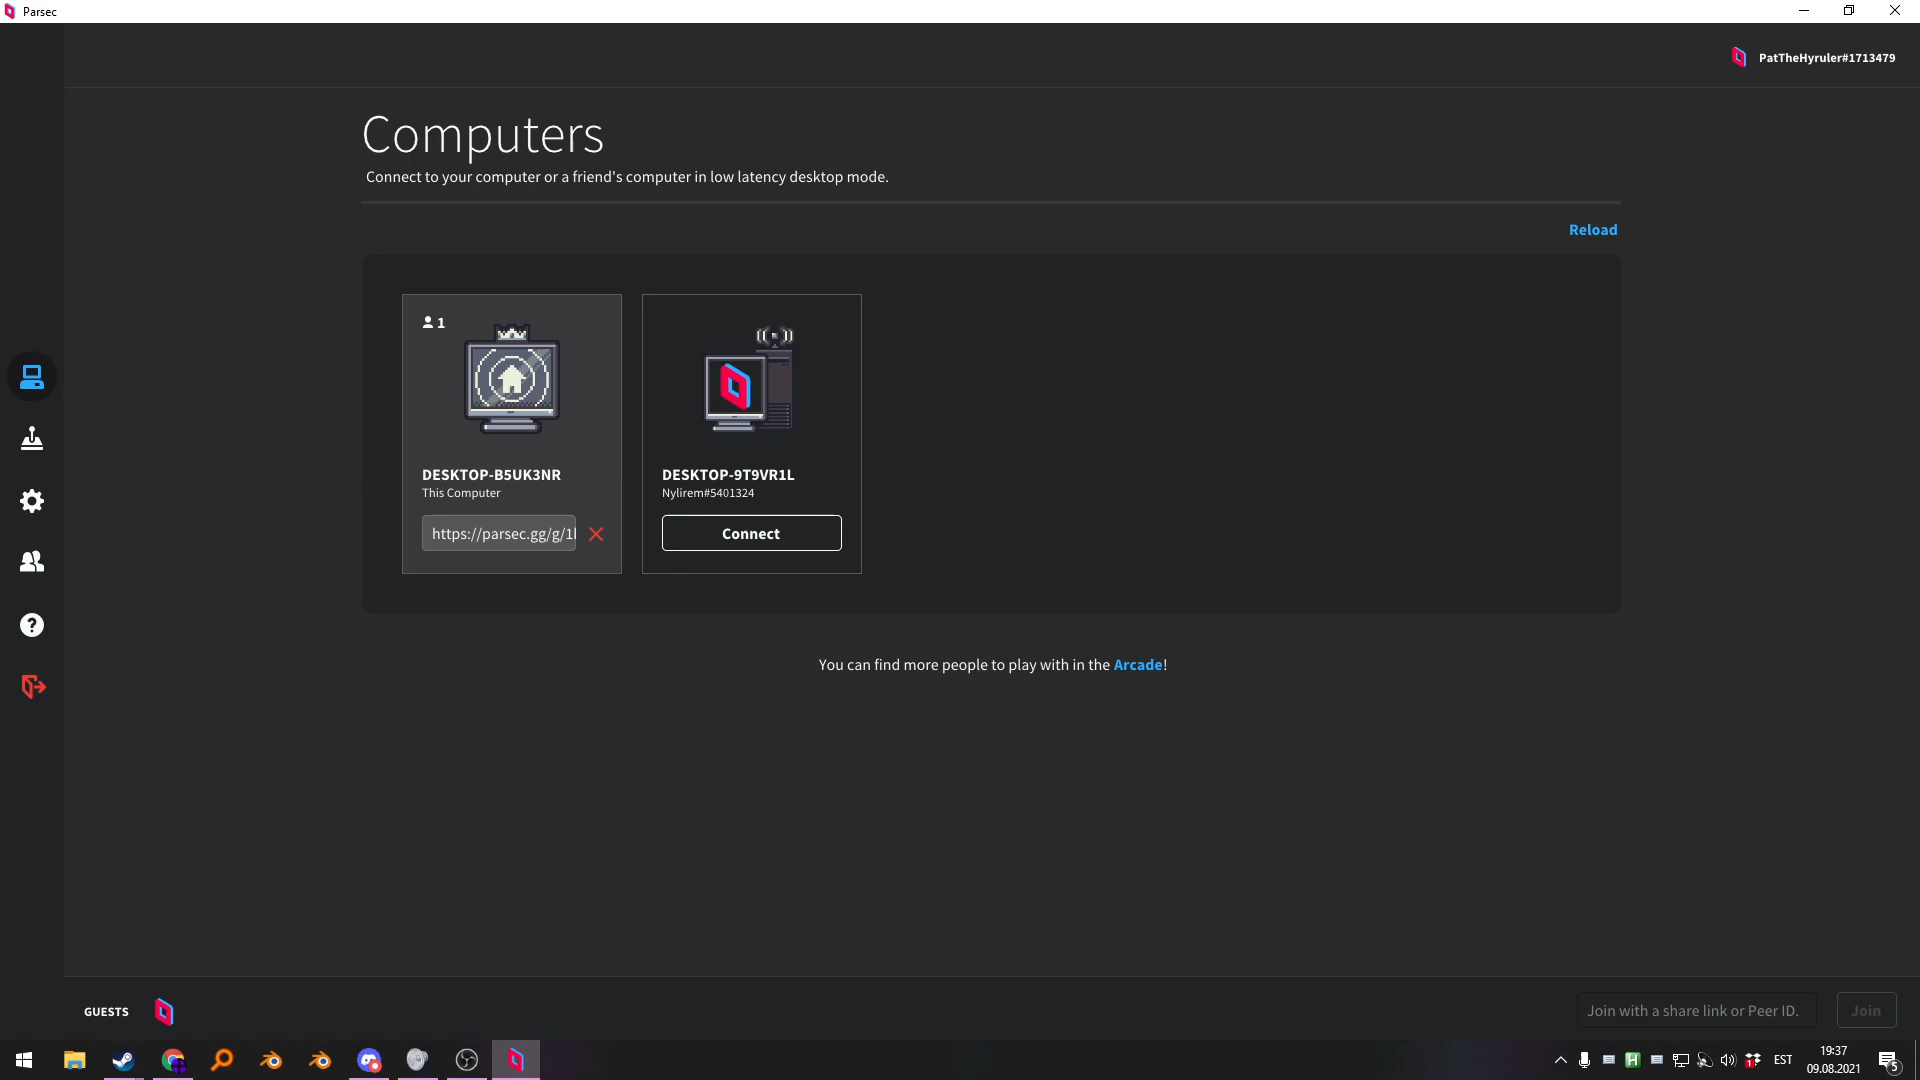 Parsec
PatTheHyruler#1713479
Computers
Connect to your computer or a friend's computer in low latency desktop mode.
Reload
1
DESKTOP-B5UK3NR
This Computer
https://parsec.gg/g/1
DESKTOP-9T9VR1L
Nylirem#5401324
Connect
You can find more people to play with in the Arcade!
GUESTS
Join with a share link or Peer ID.
Join
EST
19:37
09.08.2021
5